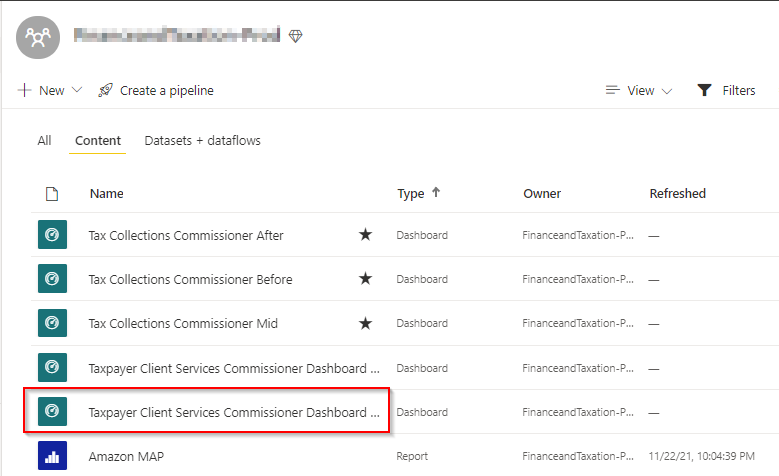 New Create a pipeline View Filters
All Content Datasets + dataflows
Name Type Owner Refreshed
Tax Collections Commissioner After Dashboard FinanceandTaxation-P... —
Tax Collections Commissioner Before Dashboard FinanceandTaxation-P... —
Tax Collections Commissioner Mid Dashboard FinanceandTaxation-P... —
Taxpayer Client Services Commissioner Dashboard ... Dashboard FinanceandTaxation-P... —
Taxpayer Client Services Commissioner Dashboard ... Dashboard FinanceandTaxation-P... —
Amazon MAP Report FinanceandTaxation-P... 11/22/21, 10:04:39 PM